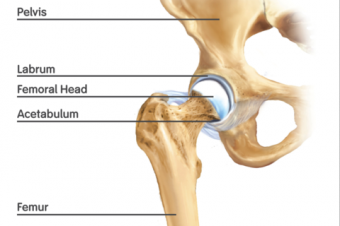 Pelvis
Labrum
Femoral Head
Acetabulum
Femur